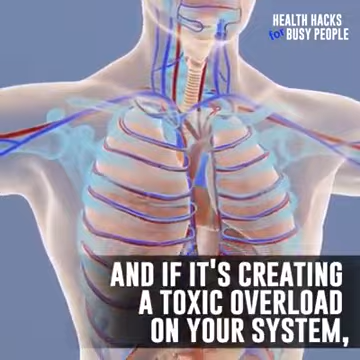 HEALTH HACKS
for BUSY PEOPLE
AND IF IT'S CREATING
A TOXIC OVERLOAD
ON YOUR SYSTEM,